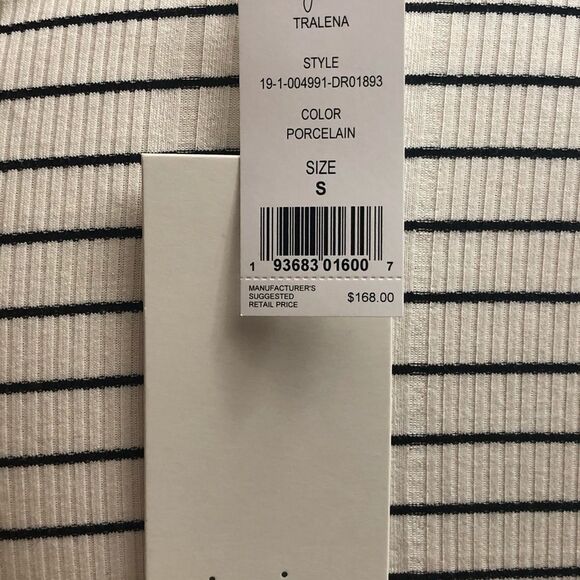 TRALENA
STYLE
19-1-004991-DR01893
COLOR
PORCELAIN
SIZE
S
1 93683 01600 7
MANUFACTURER'S
SUGGESTED
RETAIL PRICE
$168.00